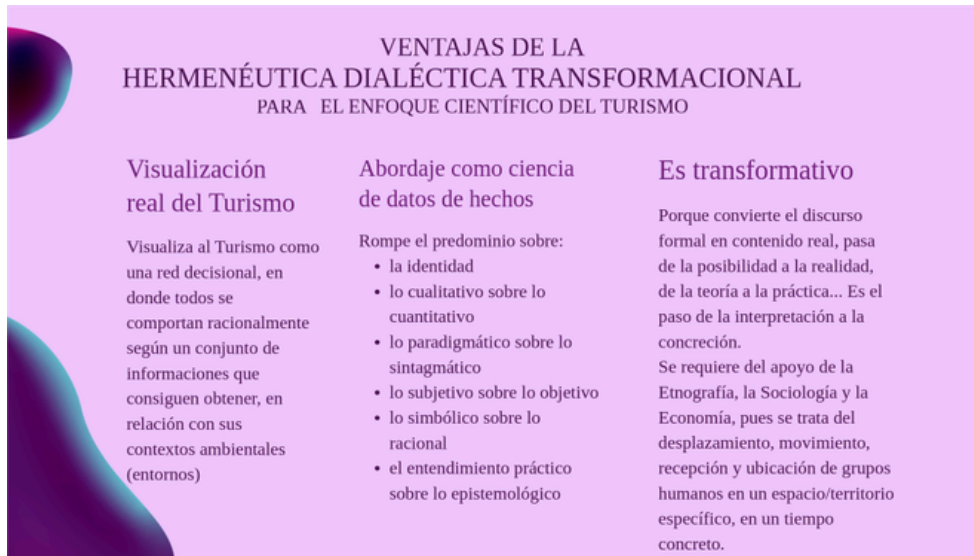 VENTAJAS DE LA
HERMENÉUTICA DIALÉCTICA TRANSFORMACIONAL
PARA EL ENFOQUE CIENTÍFICO DEL TURISMO
Visualización
real del Turismo
Visualiza al Turismo como
una red decisional, en
donde todos se
comportan racionalmente
según un conjunto de
informaciones que
consiguen obtener, en
relación con sus
contextos ambientales
(entornos)
Abordaje como ciencia
de datos de hechos
Rompe el predominio sobre:
• la identidad
• lo cualitativo sobre lo
cuantitativo
• lo paradigmático sobre lo
sintagmático
• lo subjetivo sobre lo objetivo
• lo simbólico sobre lo
racional
• el entendimiento práctico
sobre lo epistemológico
Es transformativo
Porque convierte el discurso
formal en contenido real, pasa
de la posibilidad a la realidad,
de la teoría a la práctica... Es el
paso de la interpretación a la
concreción.
Se requiere del apoyo de la
Etnografía, la Sociología y la
Economía, pues se trata del
desplazamiento, movimiento,
recepción y ubicación de grupos
humanos en un espacio/territorio
específico, en un tiempo
concreto.